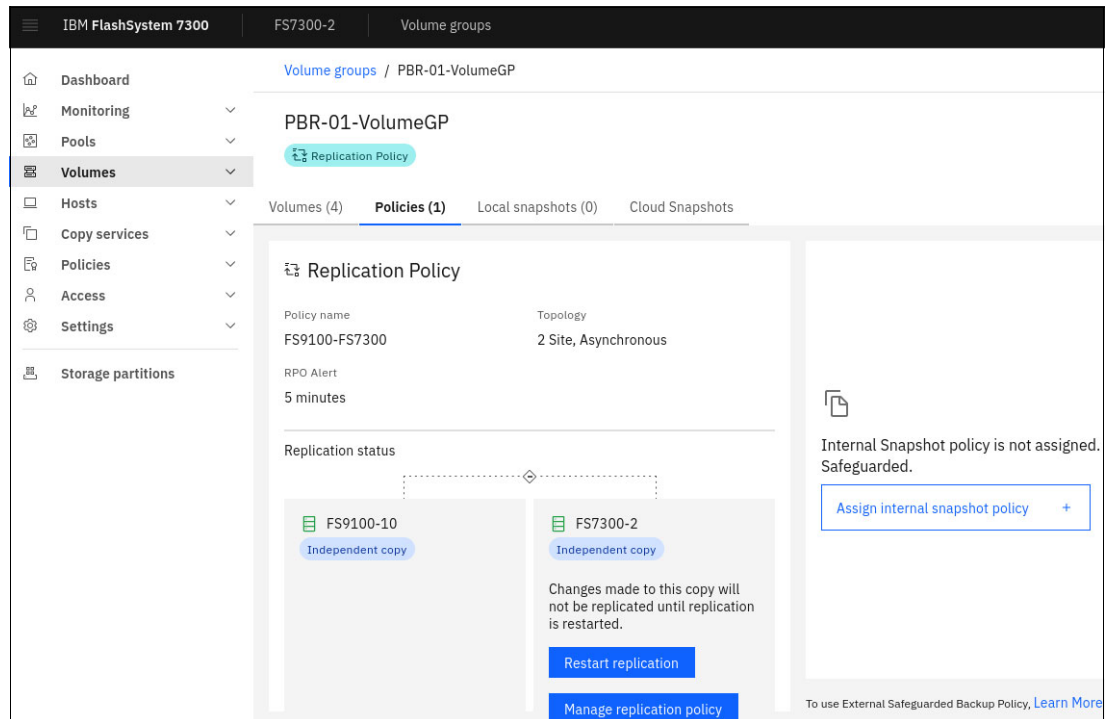 IBM FlashSystem 7300
FS7300-2
Volume groups
Dashboard
Monitoring
Pools
Volumes
Hosts
Copy services
Policies
Access
Settings
Storage partitions
Volume groups / PBR-01-VolumeGP
PBR-01-VolumeGP
Replication Policy
Volumes (4)
Policies (1)
Local snapshots (0)
Cloud Snapshots
Replication Policy
Policy name
FS9100-FS7300
Topology
2 Site, Asynchronous
RPO Alert
5 minutes
Replication status
FS9100-10
Independent copy
FS7300-2
Independent copy
Changes made to this copy will
not be replicated until replication
is restarted.
Restart replication
Manage replication policy
Internal Snapshot policy is not assigned.
Safeguarded.
Assign internal snapshot policy +
To use External Safeguarded Backup Policy, Learn More